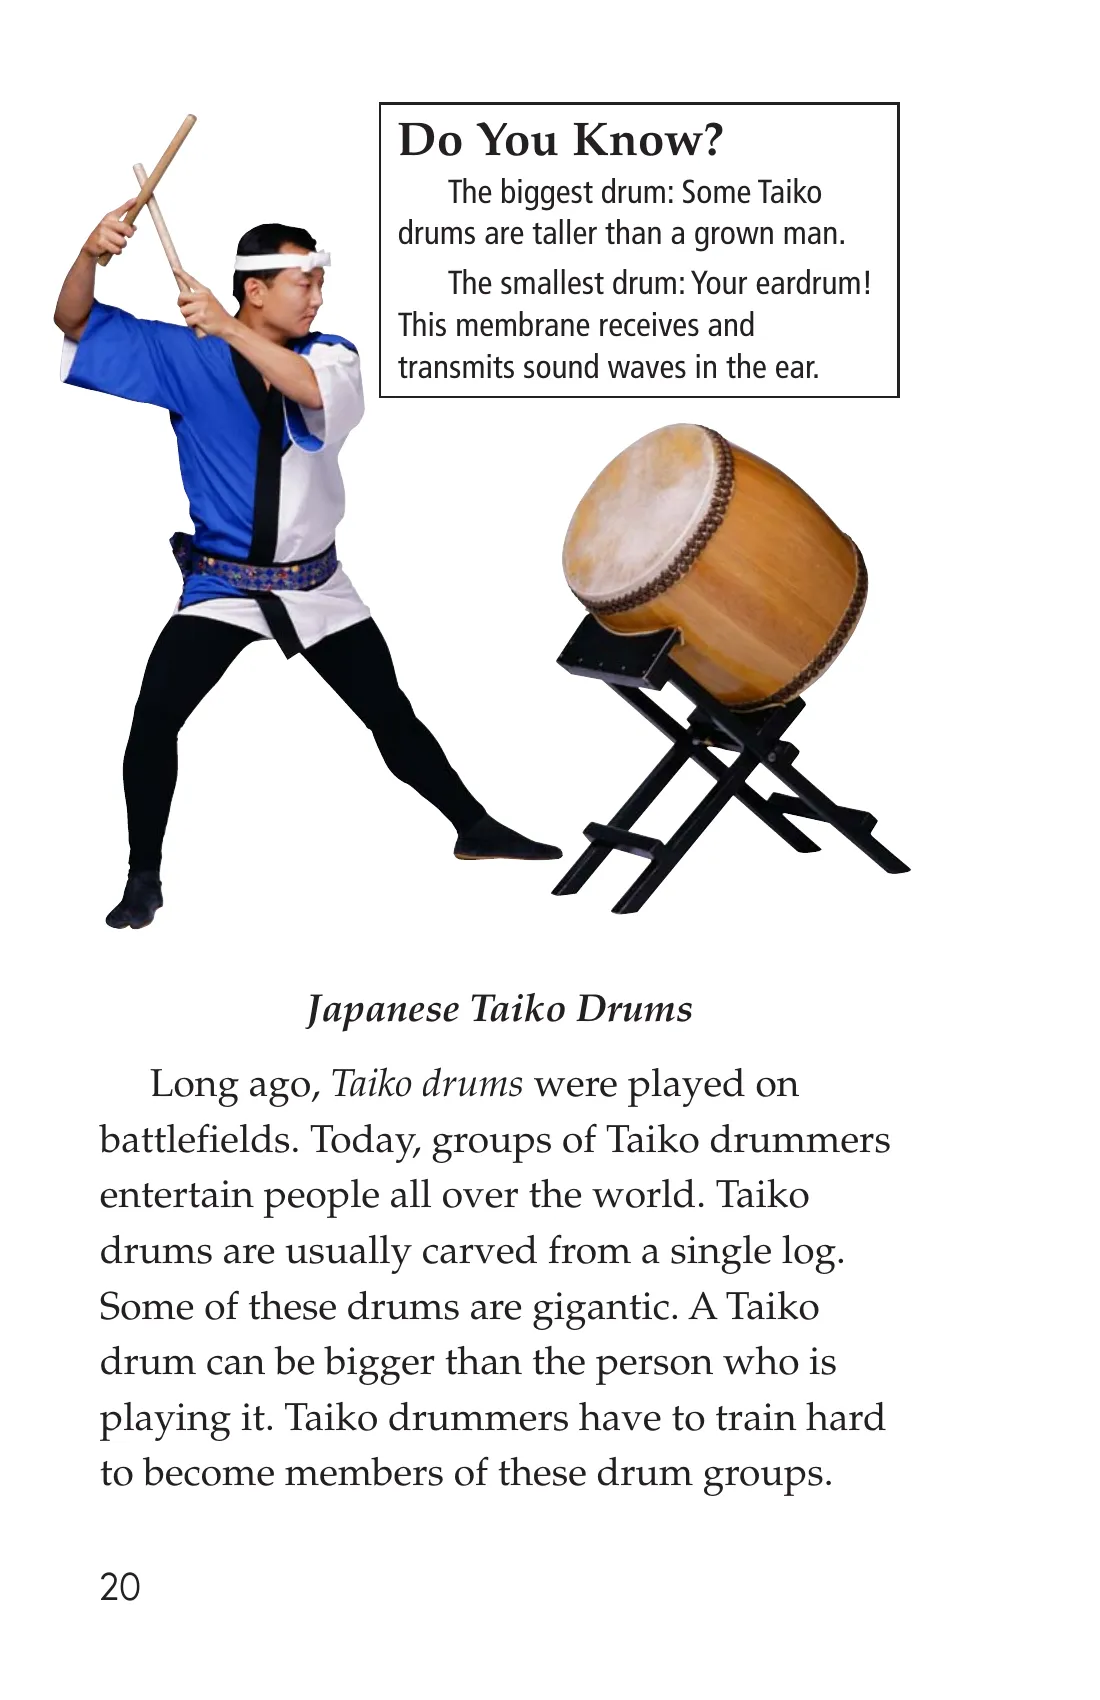 Do You Know?
The biggest drum: Some Taiko
drums are taller than a grown man.
The smallest drum: Your eardrum!
This membrane receives and
transmits sound waves in the ear.
Japanese Taiko Drums
Long ago, Taiko drums were played on
battlefields. Today, groups of Taiko drummers
entertain people all over the world. Taiko
drums are usually carved from a single log.
Some of these drums are gigantic. A Taiko
drum can be bigger than the person who is
playing it. Taiko drummers have to train hard
to become members of these drum groups.
20